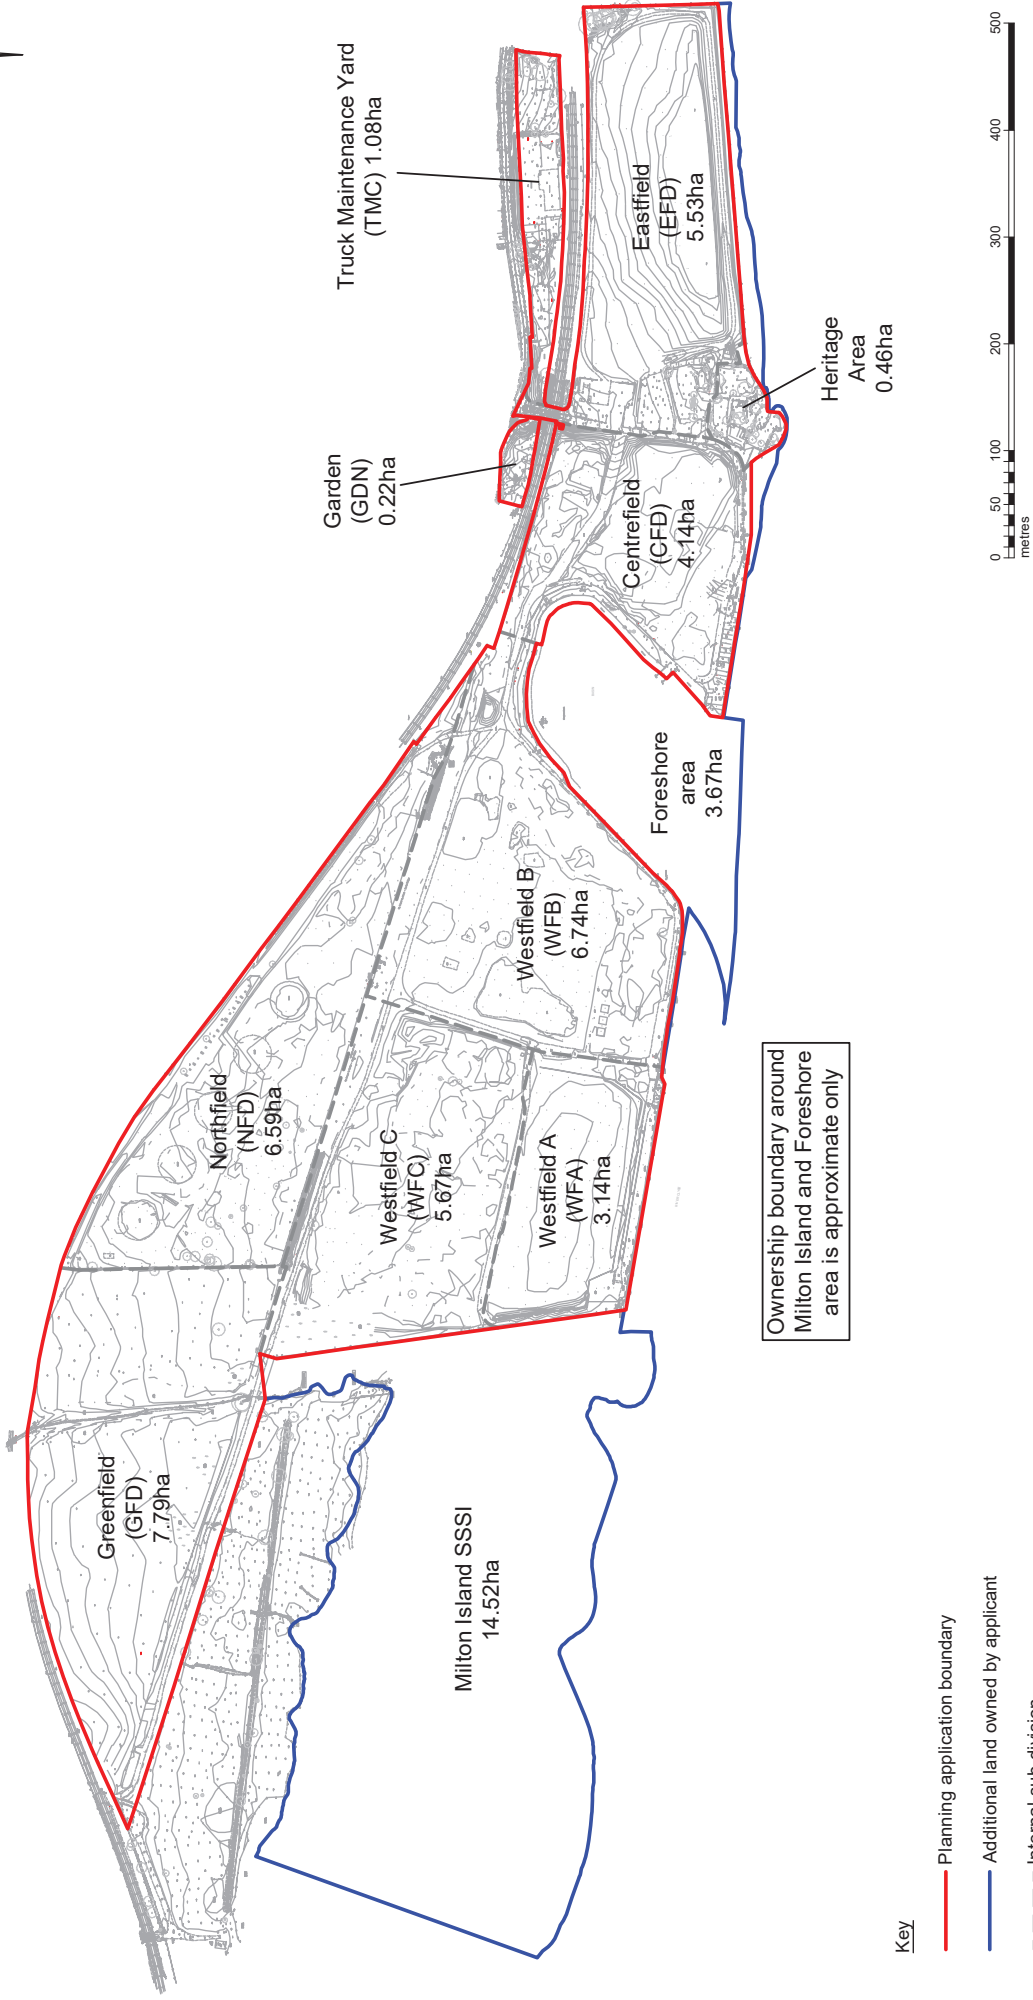 Greenfield
(GFD)
7.79ha
Northfield
(NFD)
6.59ha
Garden
(GDN)
0.22ha
Truck Maintenance Yard
(TMC) 1.08ha
Westfield C
(WFC)
5.67ha
Westfield B
(WFB)
6.74ha
Westfield A
(WFA)
3.14ha
Centrefield
(CFD)
4.14ha
Eastfield
(EFD)
5.53ha
Milton Island SSSI
14.52ha
Foreshore
area
3.67ha
Heritage
Area
0.46ha
Ownership boundary around
Milton Island and Foreshore
area is approximate only
Key
Planning application boundary
Additional land owned by applicant
Internal sub division
0 50 100 200 300 400 500
metres